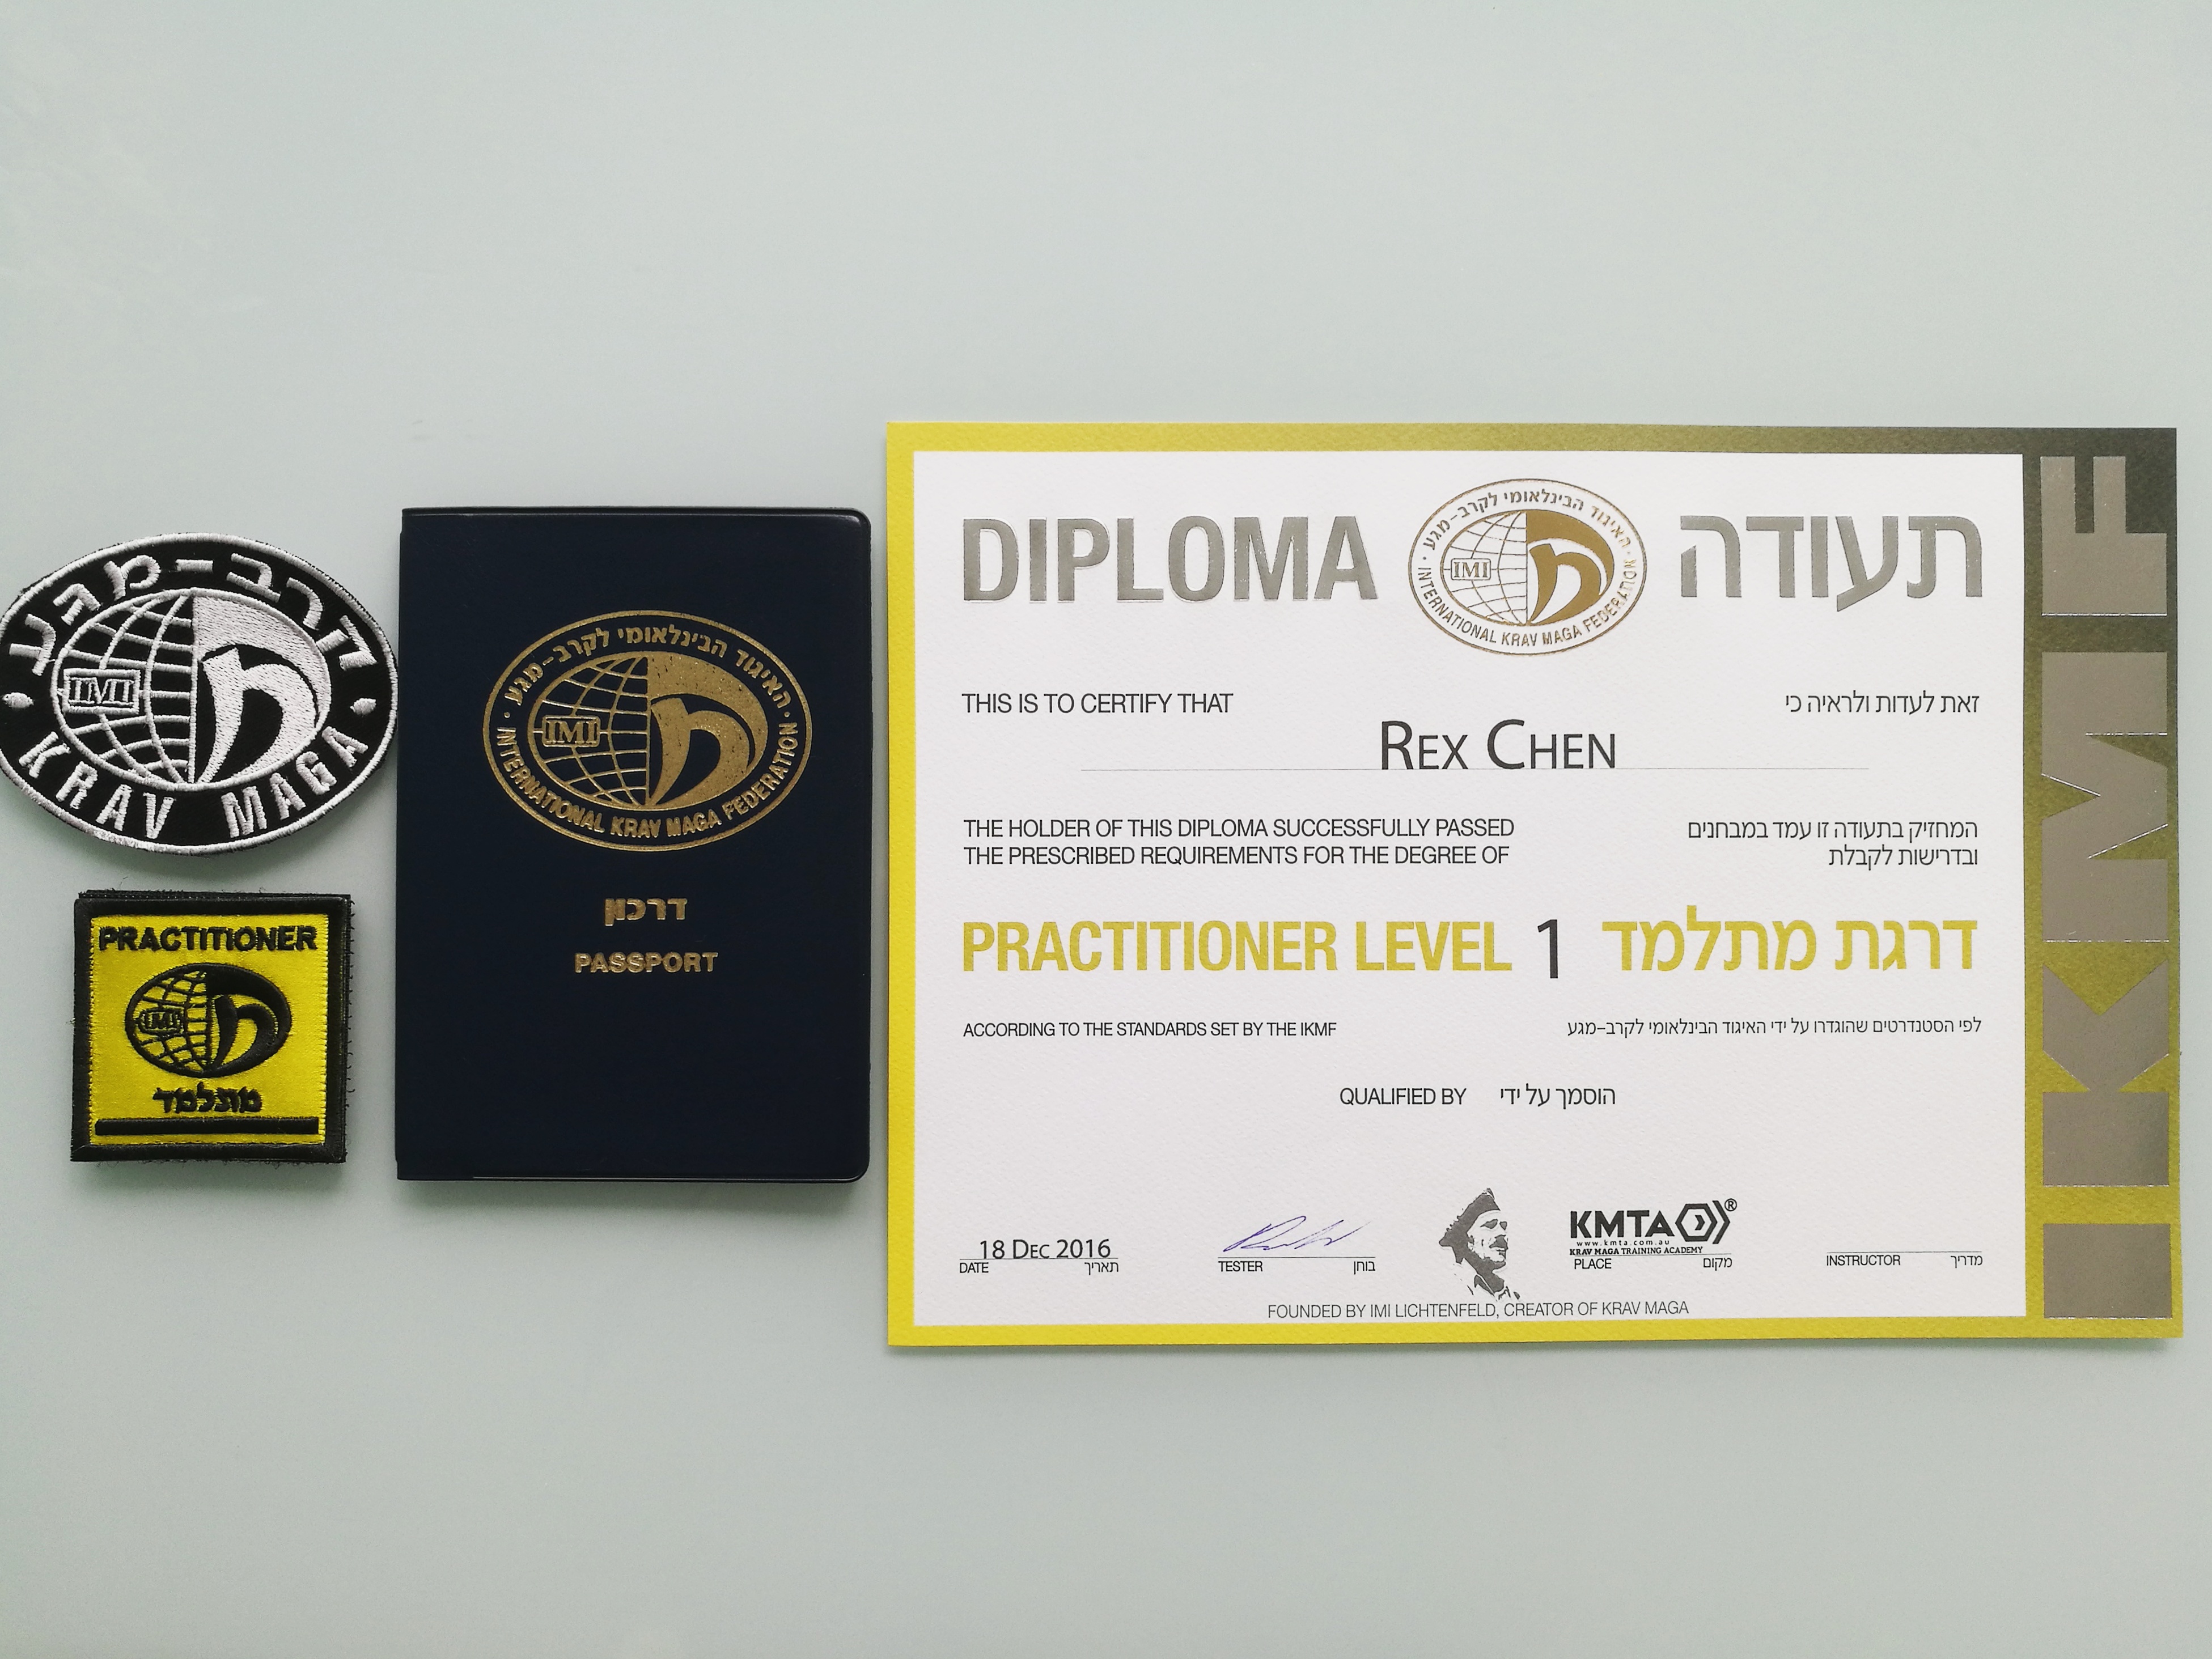 קרב-מגע
IMI
KRAV MAGA
PRACTITIONER
IMI
מתלמד
האיגוד הבינלאומי לקרב-מגע
IMI
INTERNATIONAL KRAV MAGA FEDERATION
דרכון
PASSPORT
DIPLOMA
האיגוד הבינלאומי לקרב-מגע
IMI
INTERNATIONAL KRAV MAGA FEDERATION
תעודה
THIS IS TO CERTIFY THAT
זאת לעדות ולראיה כי
REX CHEN
THE HOLDER OF THIS DIPLOMA SUCCESSFULLY PASSED
THE PRESCRIBED REQUIREMENTS FOR THE DEGREE OF
המחזיק בתעודה זו עמד במבחנים
ובדרישות לקבלת
PRACTITIONER LEVEL 1 דרגת מתלמד
ACCORDING TO THE STANDARDS SET BY THE IKMF
לפי הסטנדרטים שהוגדרו על ידי האיגוד הבינלאומי לקרב-מגע
QUALIFIED BY הוסמך על ידי
18 DEC 2016
DATE תאריך
TESTER בוחן
KMTA®
www.kmta.com.au
KRAV MAGA TRAINING ACADEMY
PLACE מקום
INSTRUCTOR מדריך
FOUNDED BY IMI LICHTENFELD, CREATOR OF KRAV MAGA
IKMF